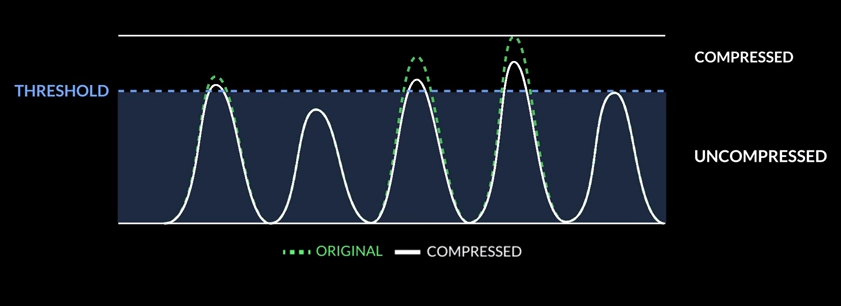 COMPRESSED
THRESHOLD
UNCOMPRESSED
ORIGINAL COMPRESSED